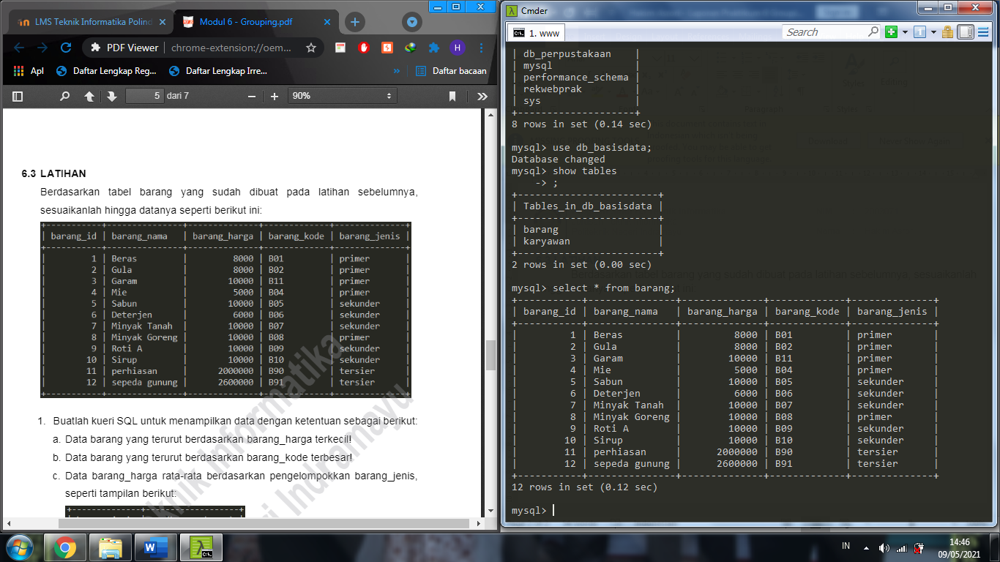 LMS Teknik Informatika Polind
Modul 6 - Grouping.pdf
PDF Viewer
chrome-extension://oem...
H
Apl
Daftar Lengkap Reg...
Daftar Lengkap Irre...
»
Daftar bacaan
5 dari 7
90%
6.3 LATIHAN
Berdasarkan tabel barang yang sudah dibuat pada latihan sebelumnya,
sesuaikanlah hingga datanya seperti berikut ini:
+-----------+---------------+--------------+-------------+--------------+
| barang_id | barang_nama | barang_harga | barang_kode | barang_jenis |
+-----------+---------------+--------------+-------------+--------------+
| 1 | Beras | 8000 | B01 | primer |
| 2 | Gula | 8000 | B02 | primer |
| 3 | Garam | 10000 | B11 | primer |
| 4 | Mie | 5000 | B04 | primer |
| 5 | Sabun | 10000 | B05 | sekunder |
| 6 | Deterjen | 6000 | B06 | sekunder |
| 7 | Minyak Tanah | 10000 | B07 | sekunder |
| 8 | Minyak Goreng | 10000 | B08 | primer |
| 9 | Roti A | 10000 | B09 | sekunder |
| 10 | Sirup | 10000 | B10 | sekunder |
| 11 | perhiasan | 2000000 | B90 | tersier |
| 12 | sepeda gunung | 2600000 | B91 | tersier |
+-----------+---------------+--------------+-------------+--------------+
1. Buatlah kueri SQL untuk menampilkan data dengan ketentuan sebagai berikut:
a. Data barang yang terurut berdasarkan barang_harga terkecil!
b. Data barang yang terurut berdasarkan barang_kode terbesar!
c. Data barang_harga rata-rata berdasarkan pengelompokkan barang_jenis,
seperti tampilan berikut:
knik Informatika
ri Indramayu
Cmder
1. www
Search
| db_perpustakaan |
| mysql |
| performance_schema |
| rekwebprak |
| sys |
+--------------------+
8 rows in set (0.14 sec)
mysql> use db_basisdata;
Database changed
mysql> show tables
-> ;
+------------------------+
| Tables_in_db_basisdata |
+------------------------+
| barang |
| karyawan |
+------------------------+
2 rows in set (0.00 sec)
mysql> select * from barang;
+-----------+---------------+--------------+-------------+--------------+
| barang_id | barang_nama | barang_harga | barang_kode | barang_jenis |
+-----------+---------------+--------------+-------------+--------------+
| 1 | Beras | 8000 | B01 | primer |
| 2 | Gula | 8000 | B02 | primer |
| 3 | Garam | 10000 | B11 | primer |
| 4 | Mie | 5000 | B04 | primer |
| 5 | Sabun | 10000 | B05 | sekunder |
| 6 | Deterjen | 6000 | B06 | sekunder |
| 7 | Minyak Tanah | 10000 | B07 | sekunder |
| 8 | Minyak Goreng | 10000 | B08 | primer |
| 9 | Roti A | 10000 | B09 | sekunder |
| 10 | Sirup | 10000 | B10 | sekunder |
| 11 | perhiasan | 2000000 | B90 | tersier |
| 12 | sepeda gunung | 2600000 | B91 | tersier |
+-----------+---------------+--------------+-------------+--------------+
12 rows in set (0.12 sec)
mysql>
IN
14:46
09/05/2021